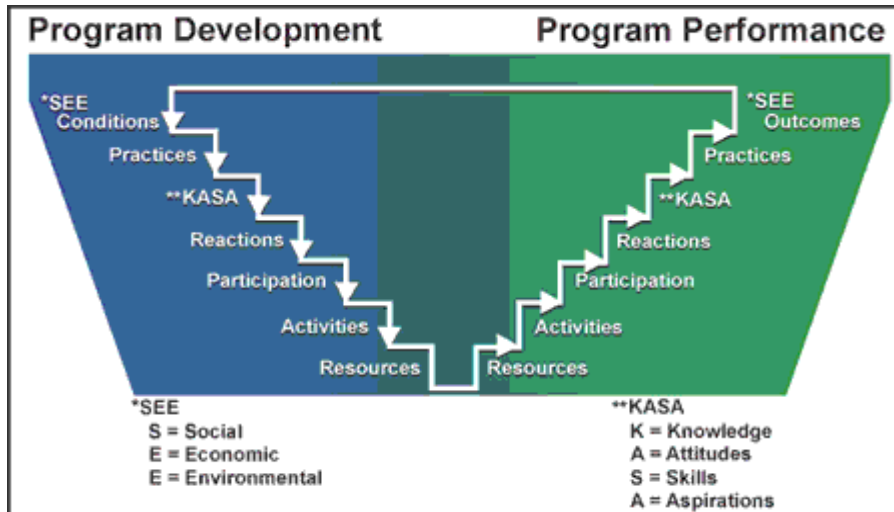 Program Development
Program Performance
*SEE
Conditions
Practices
**KASA
Reactions
Participation
Activities
Resources
*SEE
Outcomes
Practices
**KASA
Reactions
Participation
Activities
Resources
*SEE
S = Social
E = Economic
E = Environmental
**KASA
K = Knowledge
A = Attitudes
S = Skills
A = Aspirations